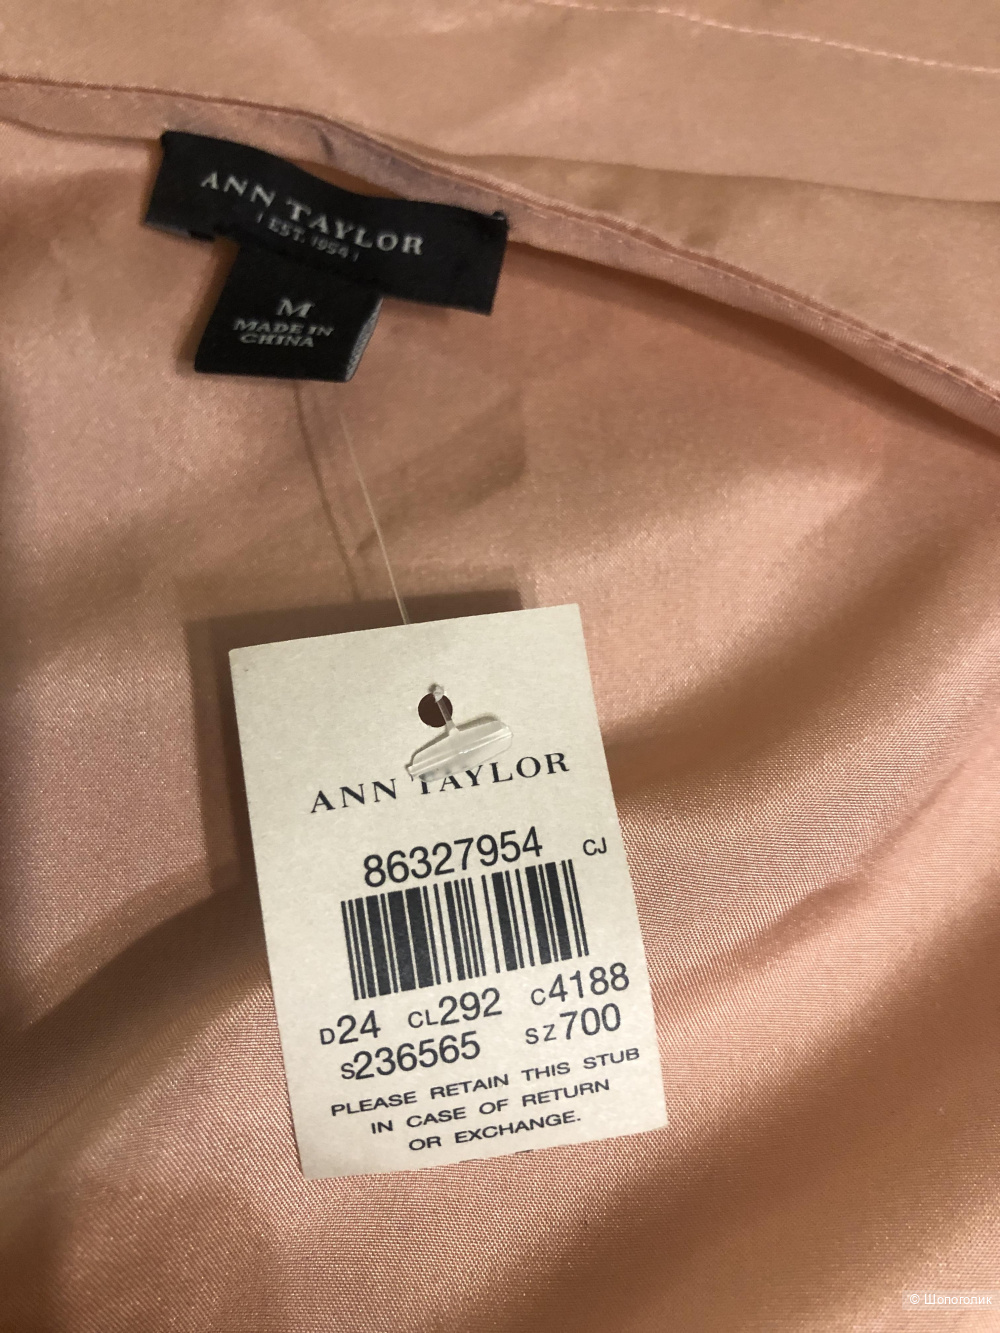 ANN TAYLOR
| EST. 1954 |
M
MADE IN
CHINA
ANN TAYLOR
86327954 CJ
D24 CL292 C4188
S236565 SZ700
PLEASE RETAIN THIS STUB
IN CASE OF RETURN
OR EXCHANGE.
© Шопоголик